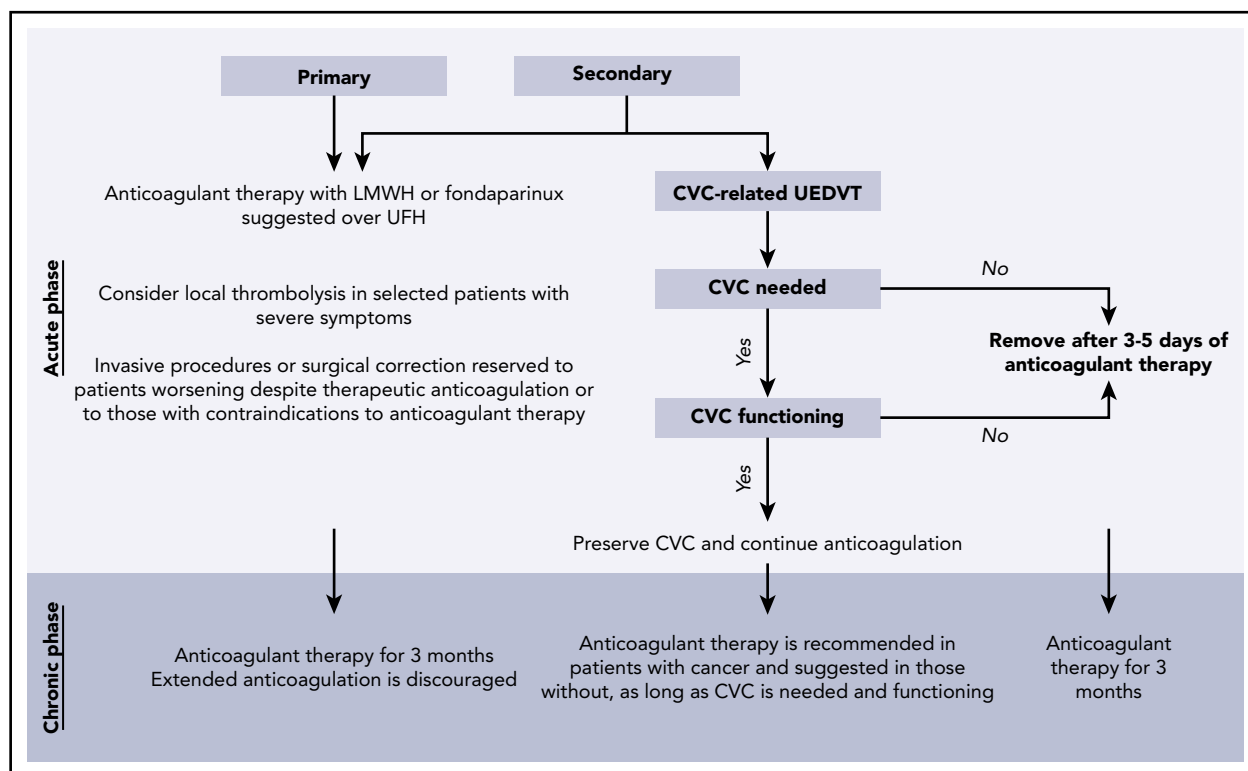 Primary
Secondary
Anticoagulant therapy with LMWH or fondaparinux
suggested over UFH
CVC-related UEDVT
Acute phase
Consider local thrombolysis in selected patients with
severe symptoms
CVC needed
No
Yes
Remove after 3-5 days of
anticoagulant therapy
Invasive procedures or surgical correction reserved to
patients worsening despite therapeutic anticoagulation or
to those with contraindications to anticoagulant therapy
CVC functioning
No
Yes
Preserve CVC and continue anticoagulation
Chronic phase
Anticoagulant therapy for 3 months
Extended anticoagulation is discouraged
Anticoagulant therapy is recommended in
patients with cancer and suggested in those
without, as long as CVC is needed and functioning
Anticoagulant
therapy for 3
months